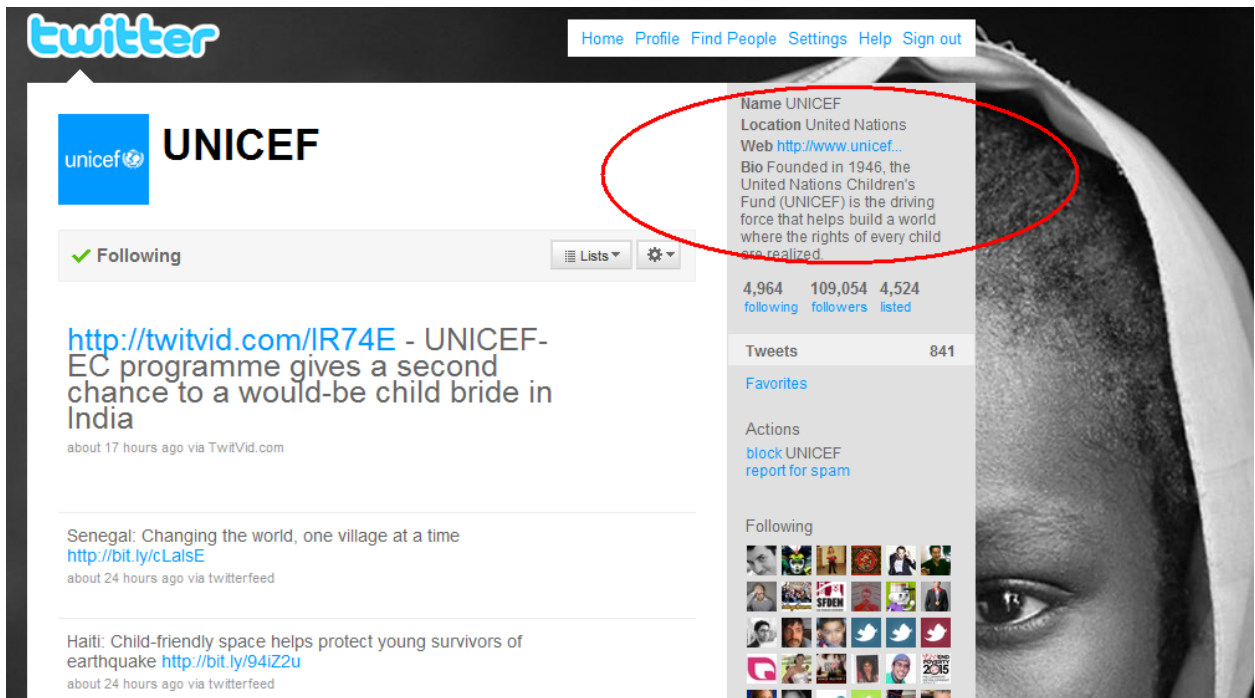 twitter
Home Profile Find People Settings Help Sign out
unicef
UNICEF
Following
Lists
http://twitvid.com/IR74E - UNICEF-
EC programme gives a second
chance to a would-be child bride in
India
about 17 hours ago via TwitVid.com
Senegal: Changing the world, one village at a time
http://bit.ly/cLalsE
about 24 hours ago via twitterfeed
Haiti: Child-friendly space helps protect young survivors of
earthquake http://bit.ly/94iZ2u
about 24 hours ago via twitterfeed
Name UNICEF
Location United Nations
Web http://www.unicef...
Bio Founded in 1946, the
United Nations Children's
Fund (UNICEF) is the driving
force that helps build a world
where the rights of every child
are realized.
4,964 109,054 4,524
following followers listed
Tweets 841
Favorites
Actions
block UNICEF
report for spam
Following
SFDEM
END
POVERTY
2015